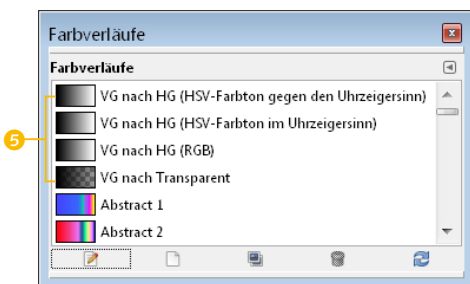 Farbverläufe
Farbverläufe
VG nach HG (HSV-Farbton gegen den Uhrzeigersinn)
VG nach HG (HSV-Farbton im Uhrzeigersinn)
5
VG nach HG (RGB)
VG nach Transparent
Abstract 1
Abstract 2